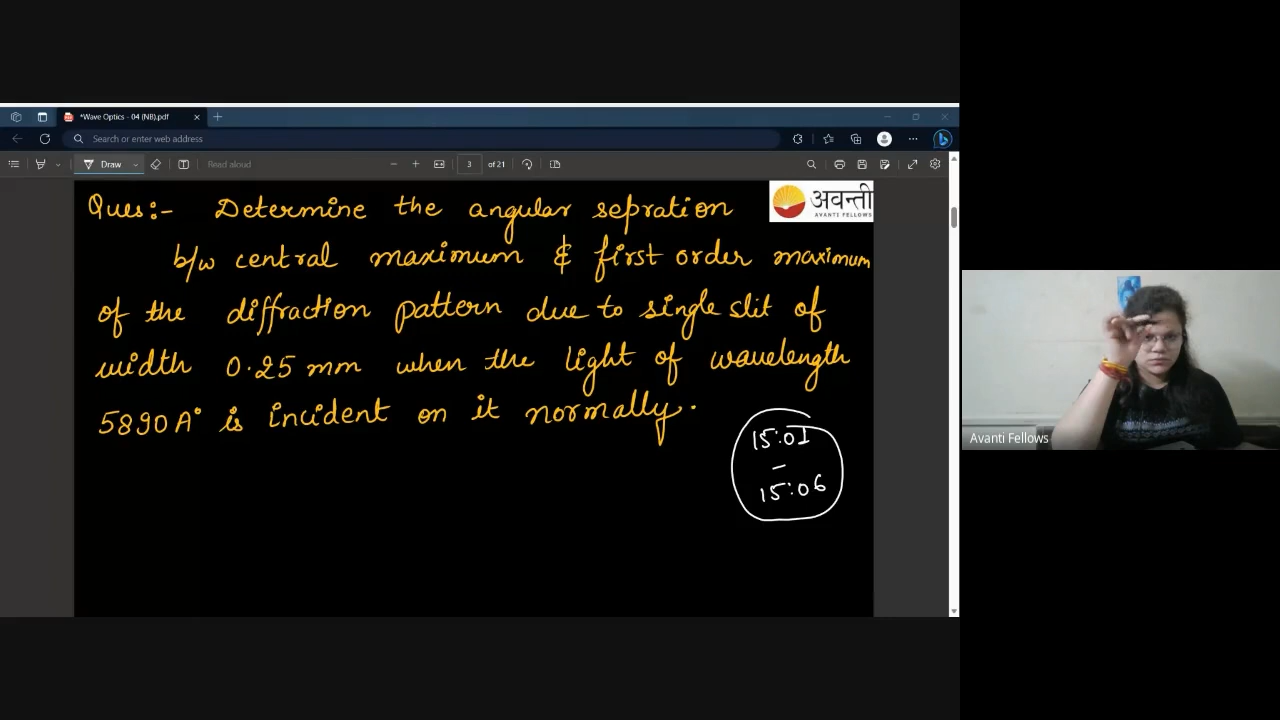 *Wave Optics - 04 (NB).pdf
Search or enter web address
Draw
Read aloud
3 of 21
Ques:- Determine the angular sepration
b/w central maximum & first order maximum
of the diffraction pattern due to single slit of
width 0.25 mm when the light of wavelength
5890 A° is incident on it normally.
अवन्ती
AVANTI FELLOWS
15:01
-
15:06
Avanti Fellows